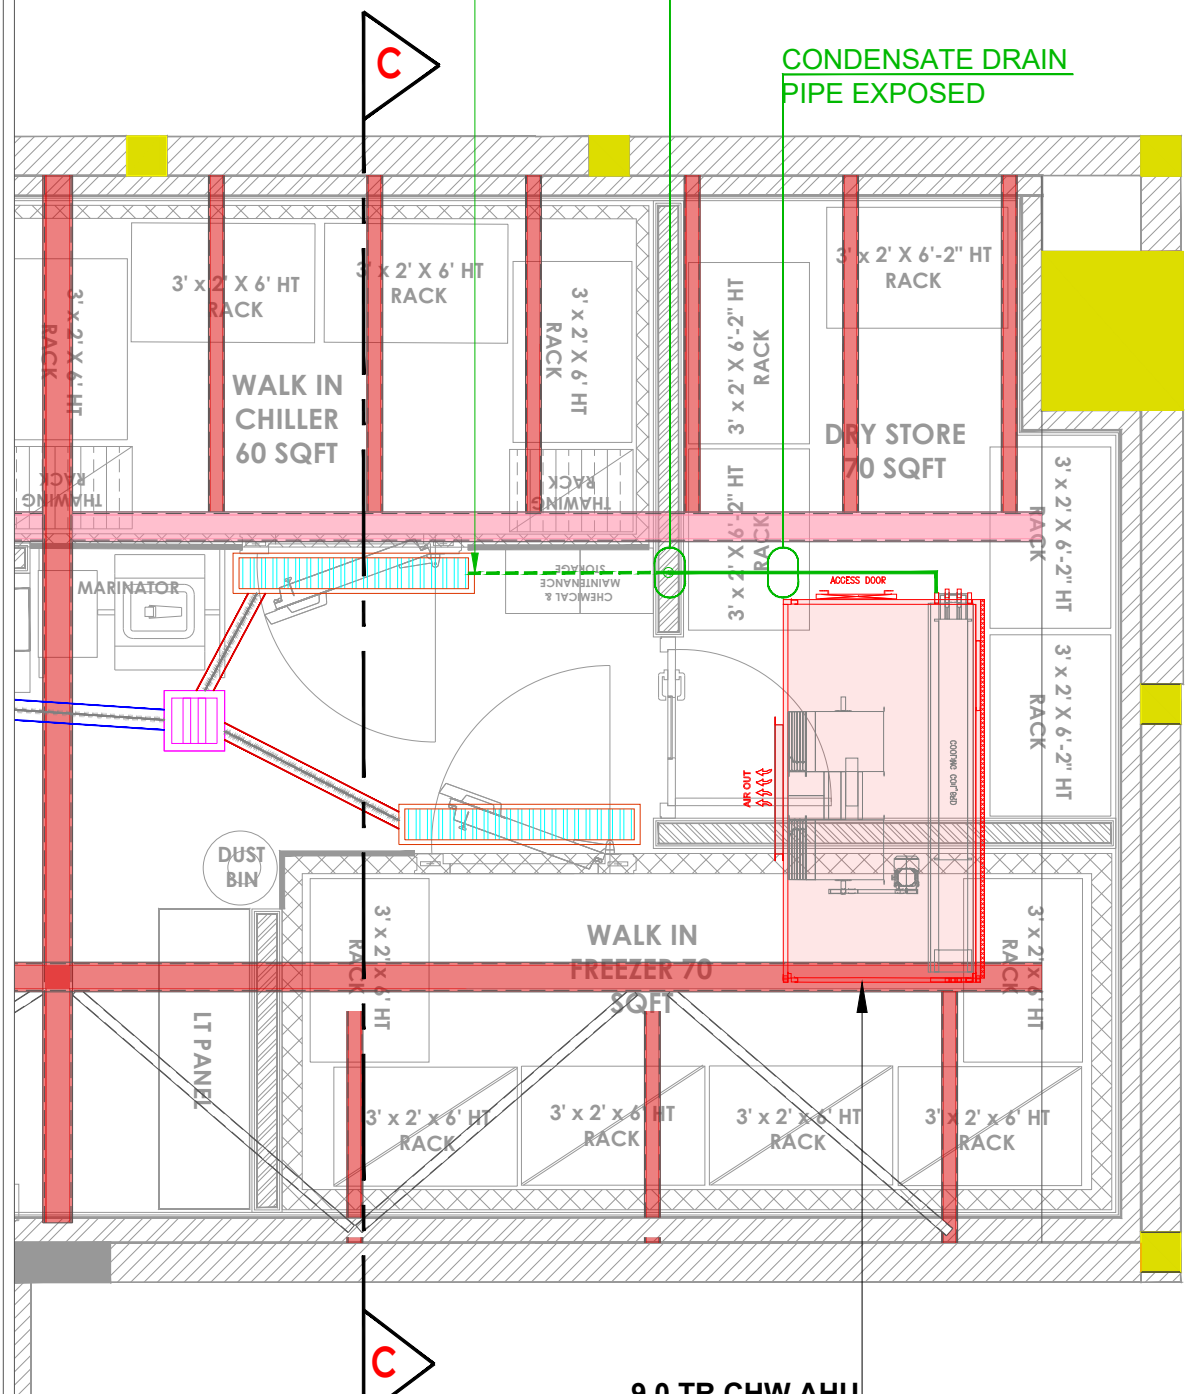 C
CONDENSATE DRAIN
PIPE EXPOSED
3' x 2' X 6' HT
RACK
3' x 2' X 6' HT
RACK
3' x 2' X 6'-2" HT
RACK
3' x 2' X 6' HT
RACK
3' x 2' X 6' HT
RACK
3' x 2' X 6'-2" HT
RACK
WALK IN
CHILLER
60 SQFT
DRY STORE
70 SQFT
THAWING
RACK
THAWING
RACK
3' x 2' X 6'-2" HT
RACK
3' x 2' X 6'-2" HT
RACK
MARINATOR
CHEMICAL &
MAINTENANCE
STORAGE
ACCESS DOOR
3' x 2' X 6'-2" HT
RACK
AIR OUT
DUST
BIN
3' x 2' x 6' HT
RACK
WALK IN
FREEZER 70
SQFT
3' x 2' x 6' HT
RACK
LT PANEL
3' x 2' x 6' HT
RACK
3' x 2' x 6' HT
RACK
3' x 2' x 6' HT
RACK
3' x 2' x 6' HT
RACK
C
9.0 TR CHW AHU